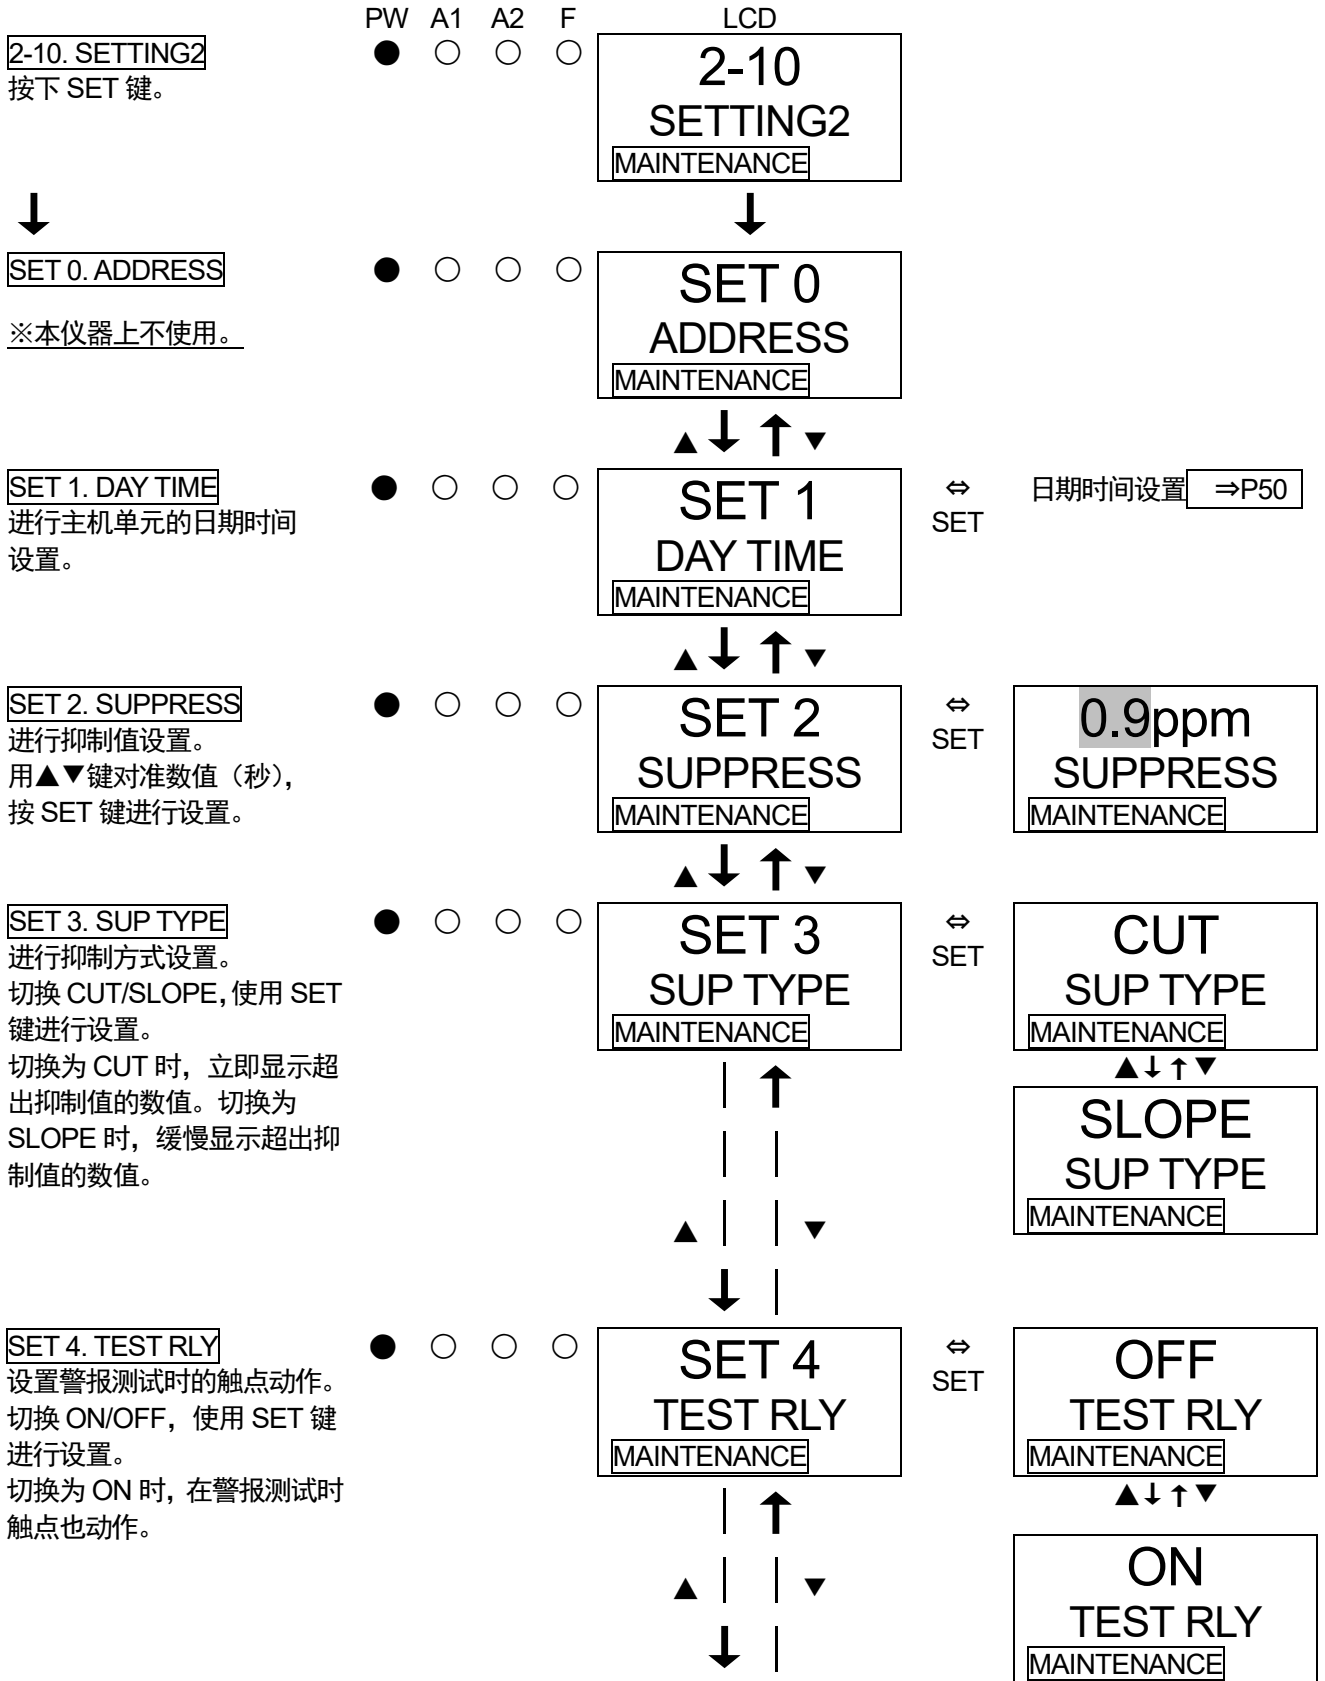 PW A1 A2 F LCD
2-10. SETTING2
按下 SET 键。
● ○ ○ ○
2-10
SETTING2
MAINTENANCE
↓ ↓
SET 0. ADDRESS
※本仪器上不使用。
● ○ ○ ○
SET 0
ADDRESS
MAINTENANCE
▲ ↓ ↑ ▼
SET 1. DAY TIME
进行主机单元的日期时间
设置。
● ○ ○ ○
SET 1
DAY TIME
MAINTENANCE
⇔
SET
日期时间设置 ⇒P50
▲ ↓ ↑ ▼
SET 2. SUPPRESS
进行抑制值设置。
用▲▼键对准数值（秒），
按 SET 键进行设置。
● ○ ○ ○
SET 2
SUPPRESS
MAINTENANCE
⇔
SET
0.9ppm
SUPPRESS
MAINTENANCE
▲ ↓ ↑ ▼
SET 3. SUP TYPE
进行抑制方式设置。
切换 CUT/SLOPE，使用 SET
键进行设置。
切换为 CUT 时，立即显示超
出抑制值的数值。切换为
SLOPE 时，缓慢显示超出抑
制值的数值。
● ○ ○ ○
SET 3
SUP TYPE
MAINTENANCE
⇔
SET
CUT
SUP TYPE
MAINTENANCE
▲↓↑▼
SLOPE
SUP TYPE
MAINTENANCE
▲ ↓ ↑ ▼
SET 4. TEST RLY
设置警报测试时的触点动作。
切换 ON/OFF，使用 SET 键
进行设置。
切换为 ON 时，在警报测试时
触点也动作。
● ○ ○ ○
SET 4
TEST RLY
MAINTENANCE
⇔
SET
OFF
TEST RLY
MAINTENANCE
▲↓↑▼
ON
TEST RLY
MAINTENANCE
▲ ↓ ↑ ▼